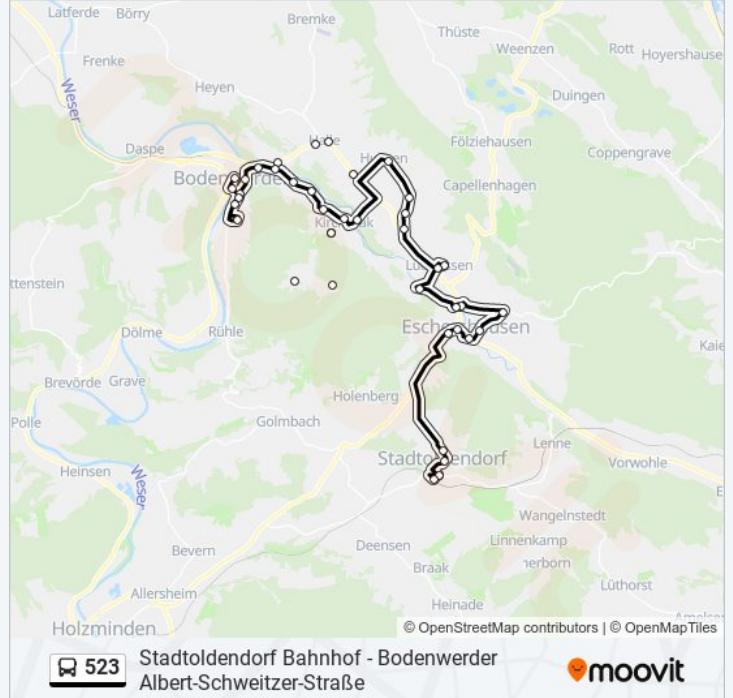 Latferde Börry
Bremke
Thüste
Weenzen
Rott
Hoyershause
Frenke
Weser
Heyen
Duingen
Daspe
Fölziehausen
Coppengrave
Capellenhagen
ttenstein
Dölme
Rühle
Kaie
Brevörde Grave
Holenberg
Polle
Golmbach
Lenne
Vorwohle
Heinsen
Weser
Wangelnstedt
Linnenkamp
Bevern
Deensen
Braak
Lüthorst
Allersheim
Heinade
Holzminden
© OpenStreetMap contributors | © OpenMapTiles
523
Stadtoldendorf Bahnhof - Bodenwerder
Albert-Schweitzer-Straße
moovit